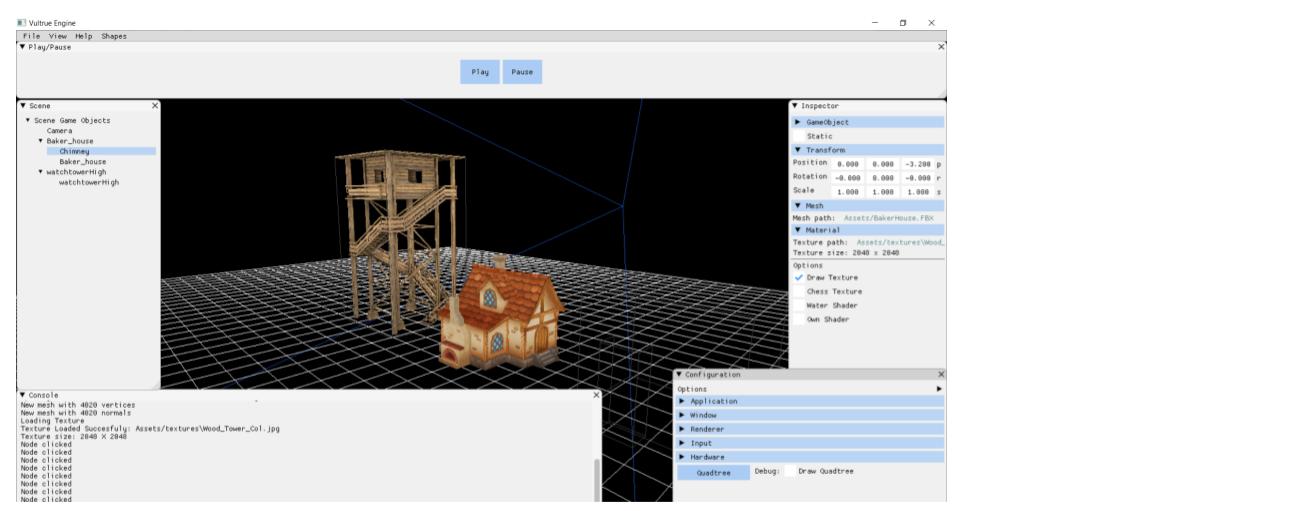 Vultrue Engine
File View Help Shapes
▼ Play/Pause
Play Pause
▼ Scene
▼ Scene Game Objects
Camera
▼ Baker_house
Chimney
Baker_house
▼ watchtowerHigh
watchtowerHigh
▼ Inspector
► GameObject
Static
▼ Transform
Position 0.000 0.000 -3.200 p
Rotation -0.000 0.000 -0.000 r
Scale 1.000 1.000 1.000 s
▼ Mesh
Mesh path: Assets/BakerHouse.FBX
▼ Material
Texture path: Assets/textures\Wood_
Texture size: 2048 x 2048
Options
Draw Texture
Chess Texture
Water Shader
Own Shader
▼ Console
New mesh with 4020 vertices
New mesh with 4020 normals
Loading Texture
Texture Loaded Succesfuly: Assets/textures\Wood_Tower_Col.jpg
Texture size: 2048 X 2048
Node clicked
Node clicked
Node clicked
Node clicked
Node clicked
Node clicked
Node clicked
Node clicked
▼ Configuration
Options
► Application
► Window
► Renderer
► Input
► Hardware
Quadtree Debug: Draw Quadtree